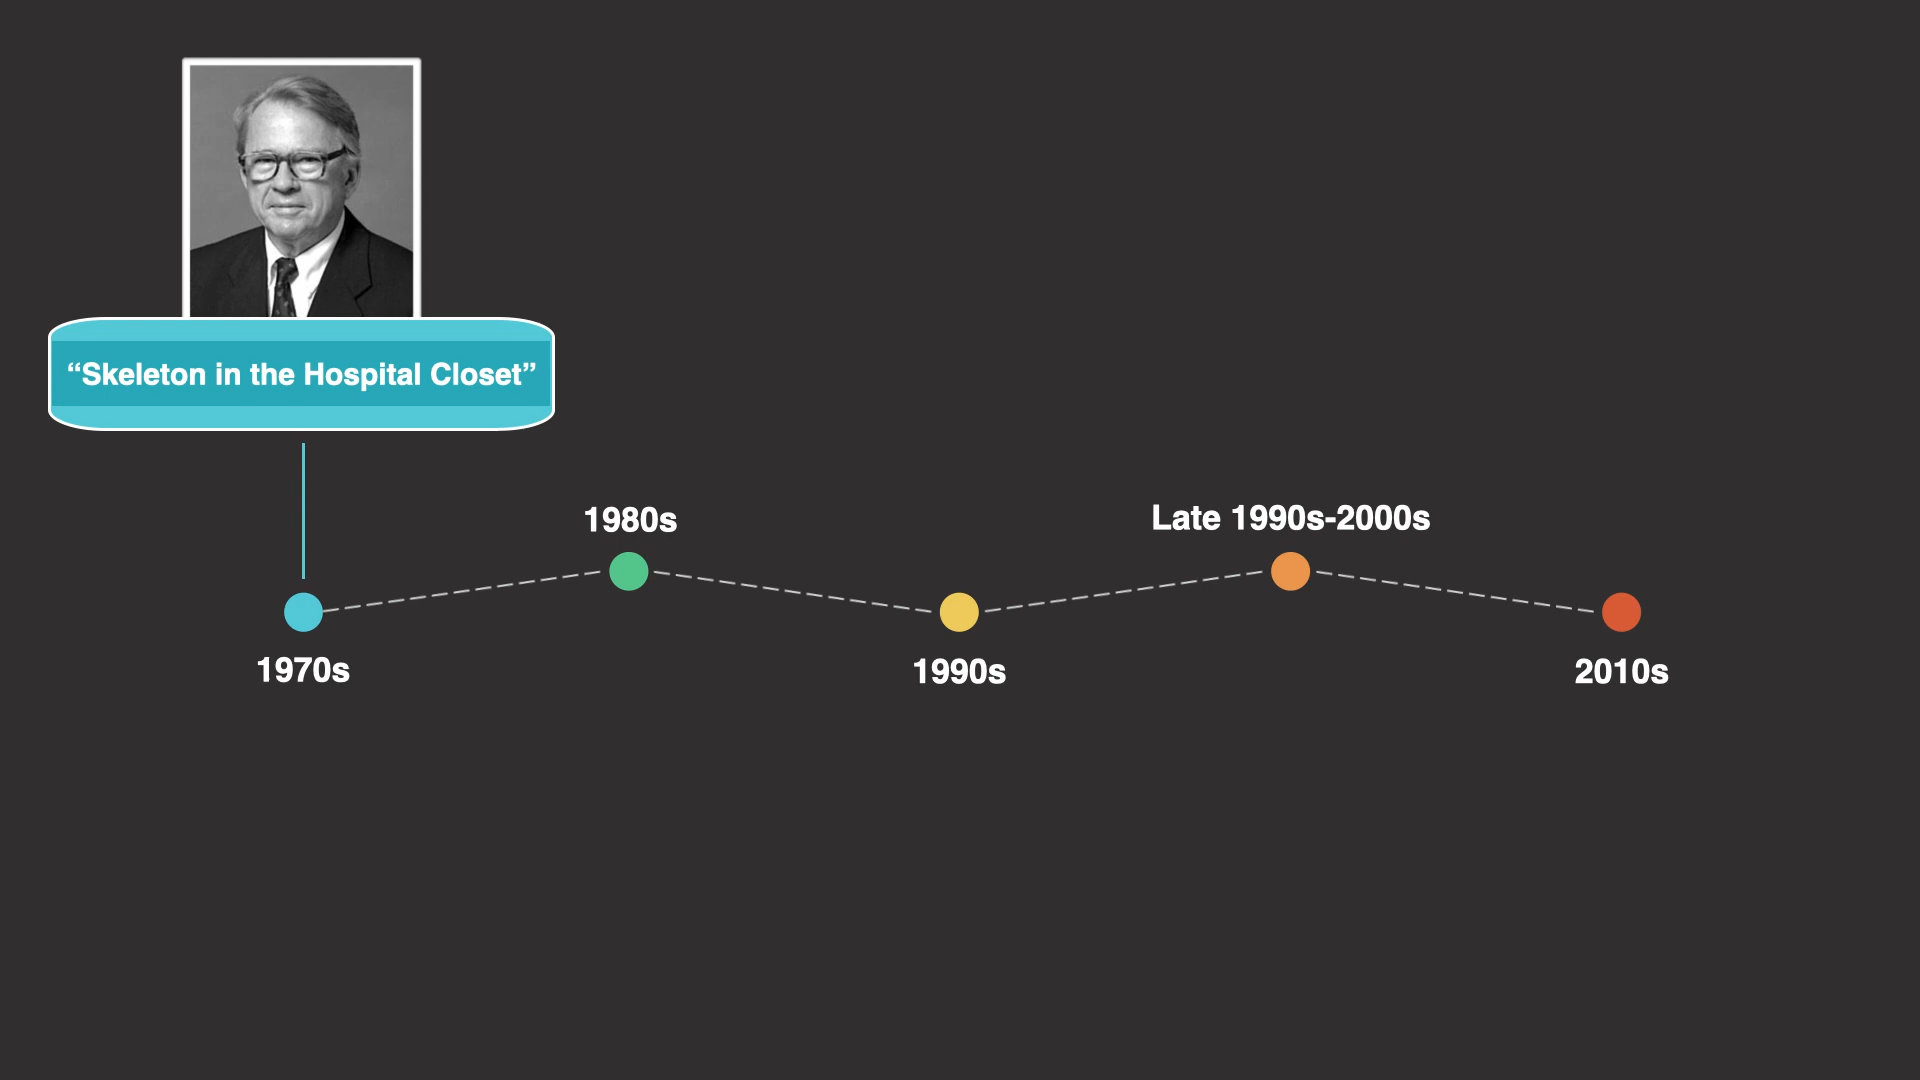 “Skeleton in the Hospital Closet”
1980s
Late 1990s-2000s
1970s
1990s
2010s